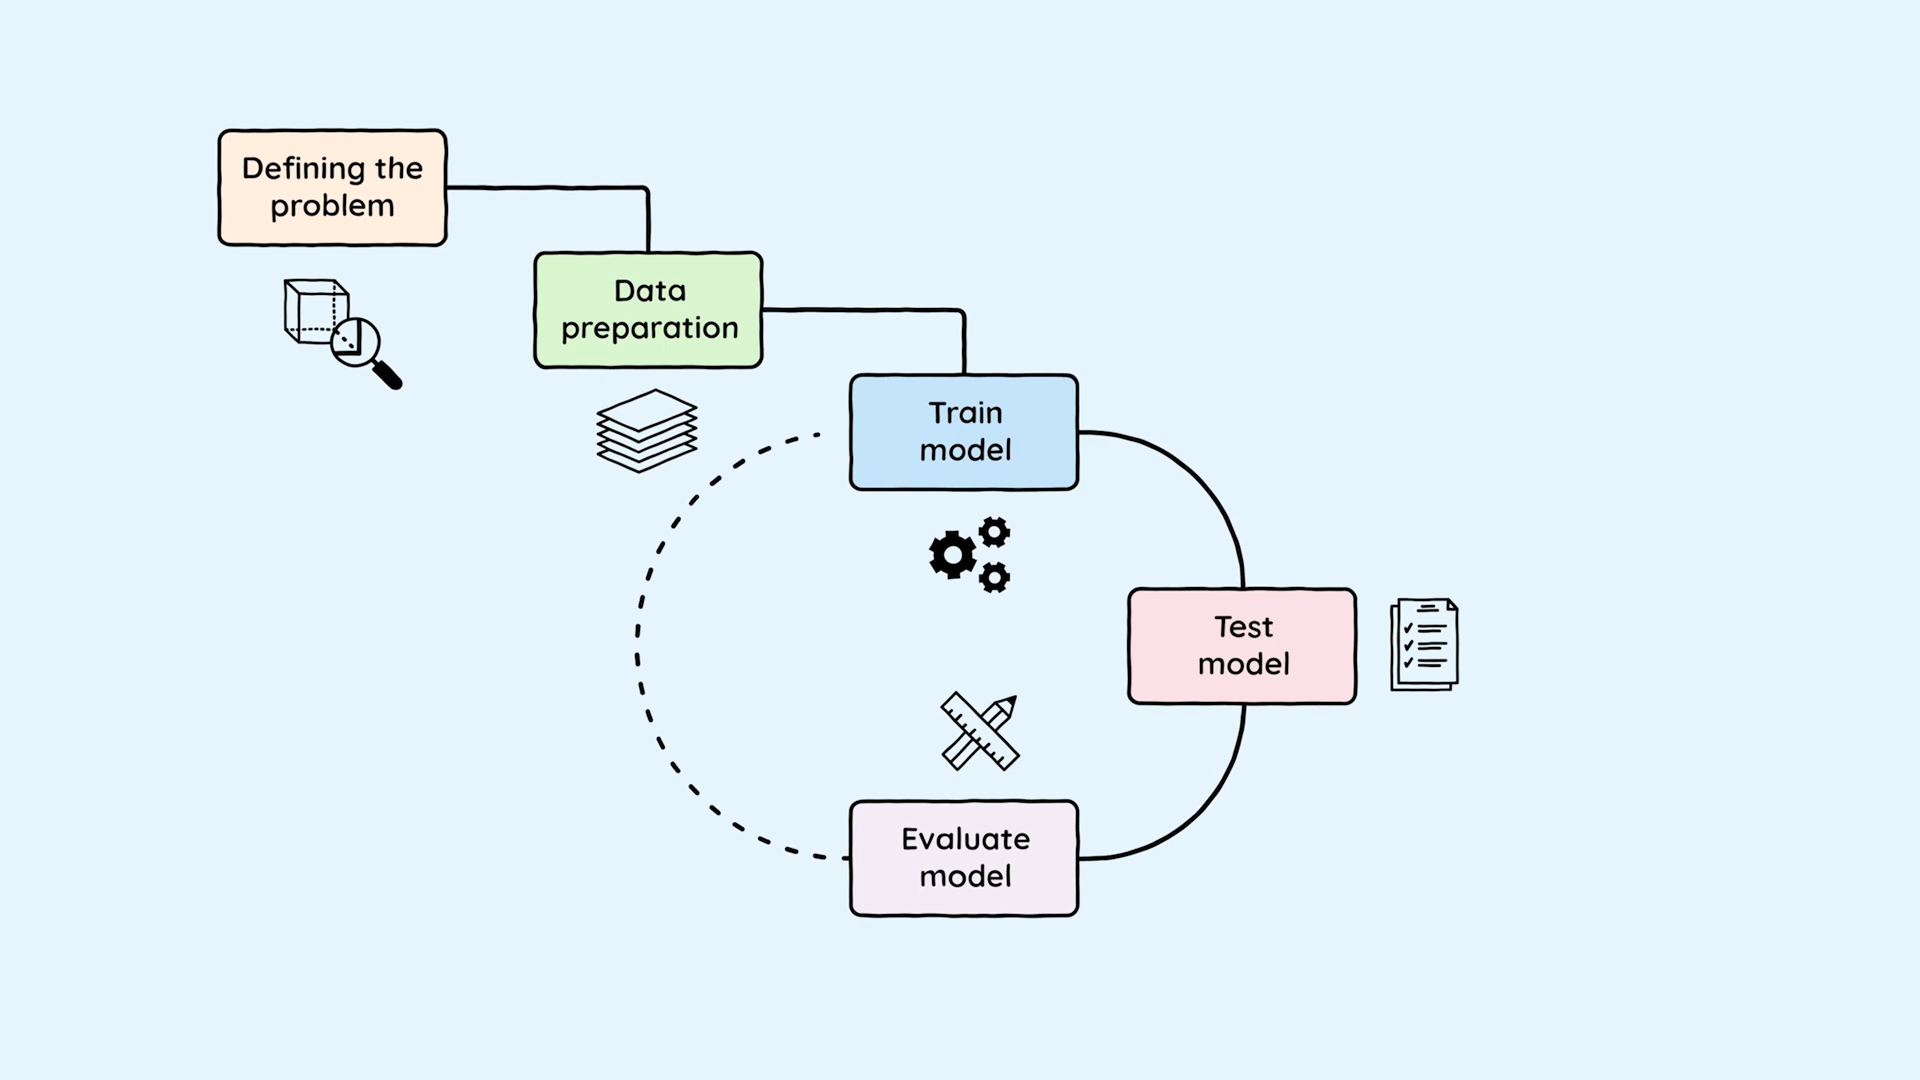 Defining the
problem
Data
preparation
Train
model
Test
model
Evaluate
model